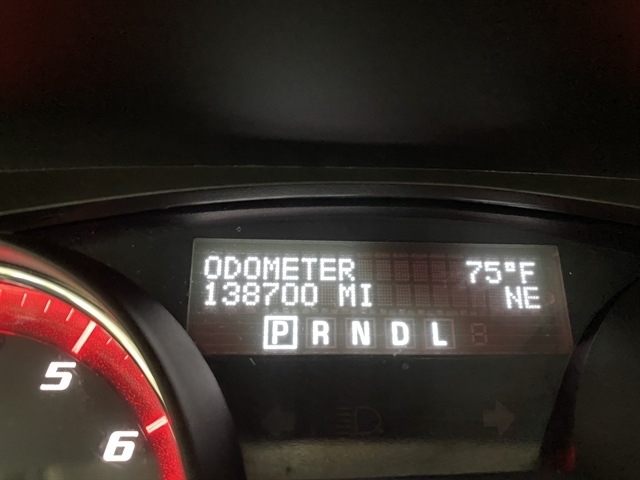 ODOMETER 75°F
138700 MI NE
P R N D L
5
6